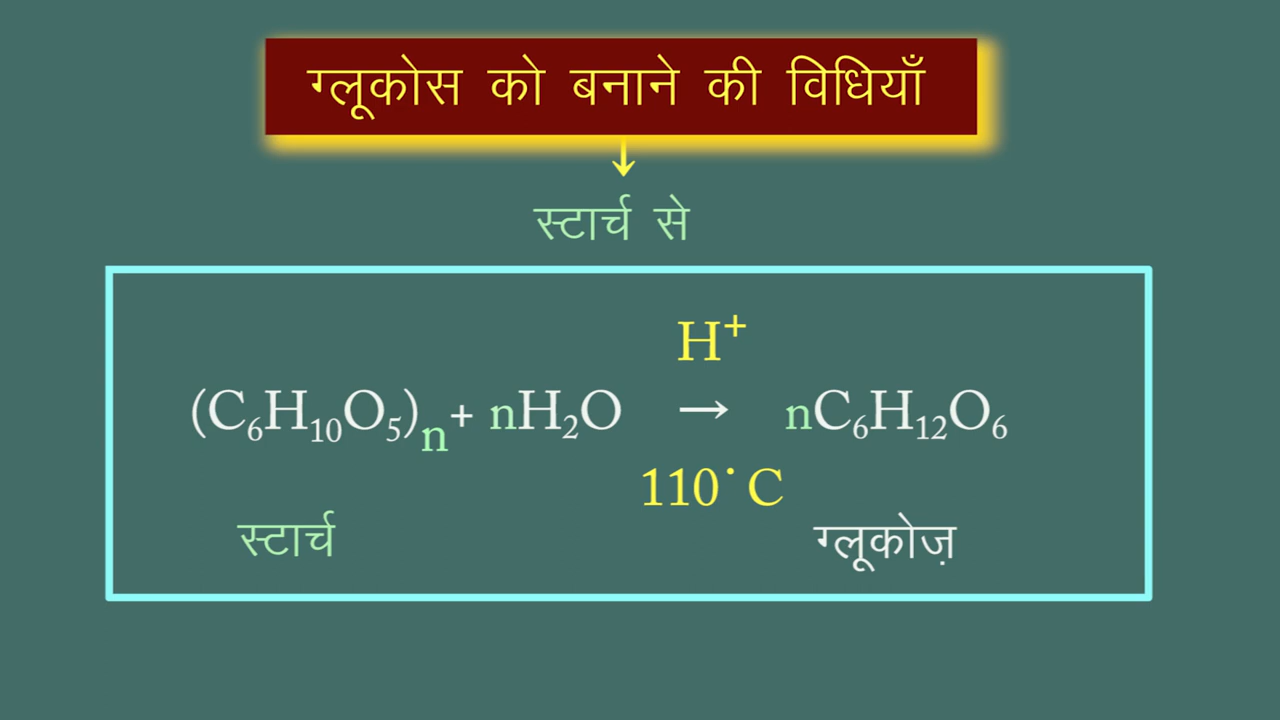 ग्लूकोस को बनाने की विधियाँ
↓
स्टार्च से
H⁺
(C₆H₁₀O₅)ₙ + nH₂O → nC₆H₁₂O₆
110˙C
स्टार्च ग्लूकोज़